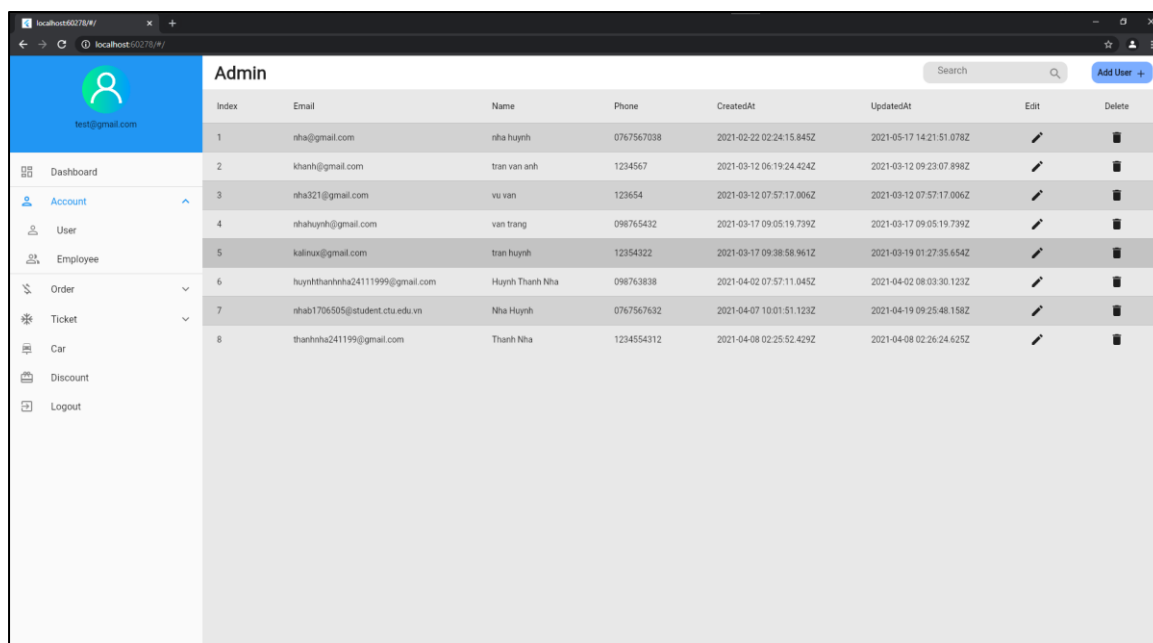 localhost:60278/#/
localhost:60278/#/
test@gmail.com
Dashboard
Account
User
Employee
Order
Ticket
Car
Discount
Logout
Admin
Search
Add User +
Index Email Name Phone CreatedAt UpdatedAt Edit Delete
1 nha@gmail.com nha huynh 0767567038 2021-02-22 02:24:15.845Z 2021-05-17 14:21:51.078Z
2 khanh@gmail.com tran van anh 1234567 2021-03-12 06:19:24.424Z 2021-03-12 09:23:07.898Z
3 nha321@gmail.com vu van 123654 2021-03-12 07:57:17.006Z 2021-03-12 07:57:17.006Z
4 nhahuynh@gmail.com van trang 098765432 2021-03-17 09:05:19.739Z 2021-03-17 09:05:19.739Z
5 kalinux@gmail.com tran huynh 12354322 2021-03-17 09:38:58.961Z 2021-03-19 01:27:35.654Z
6 huynhthanhnha24111999@gmail.com Huynh Thanh Nha 098763838 2021-04-02 07:57:11.045Z 2021-04-02 08:03:30.123Z
7 nhab1706505@student.ctu.edu.vn Nha Huynh 0767567632 2021-04-07 10:01:51.123Z 2021-04-19 09:25:48.158Z
8 thanhnha241199@gmail.com Thanh Nha 1234554312 2021-04-08 02:25:52.429Z 2021-04-08 02:26:24.625Z